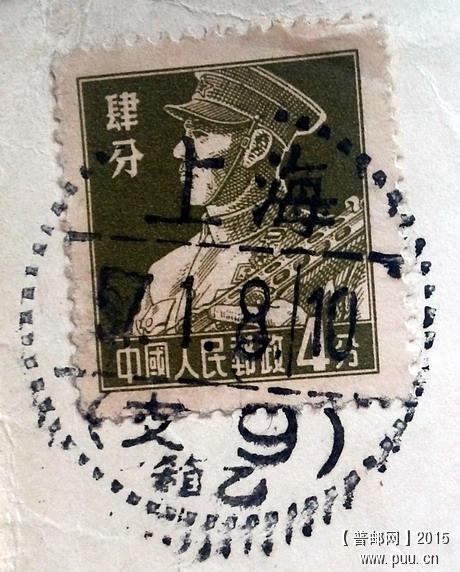 肆分
上海
57.1.8 10
中國人民郵政 4分
(支 9)
箱 乙
【普邮网】2015
www.puu.cn